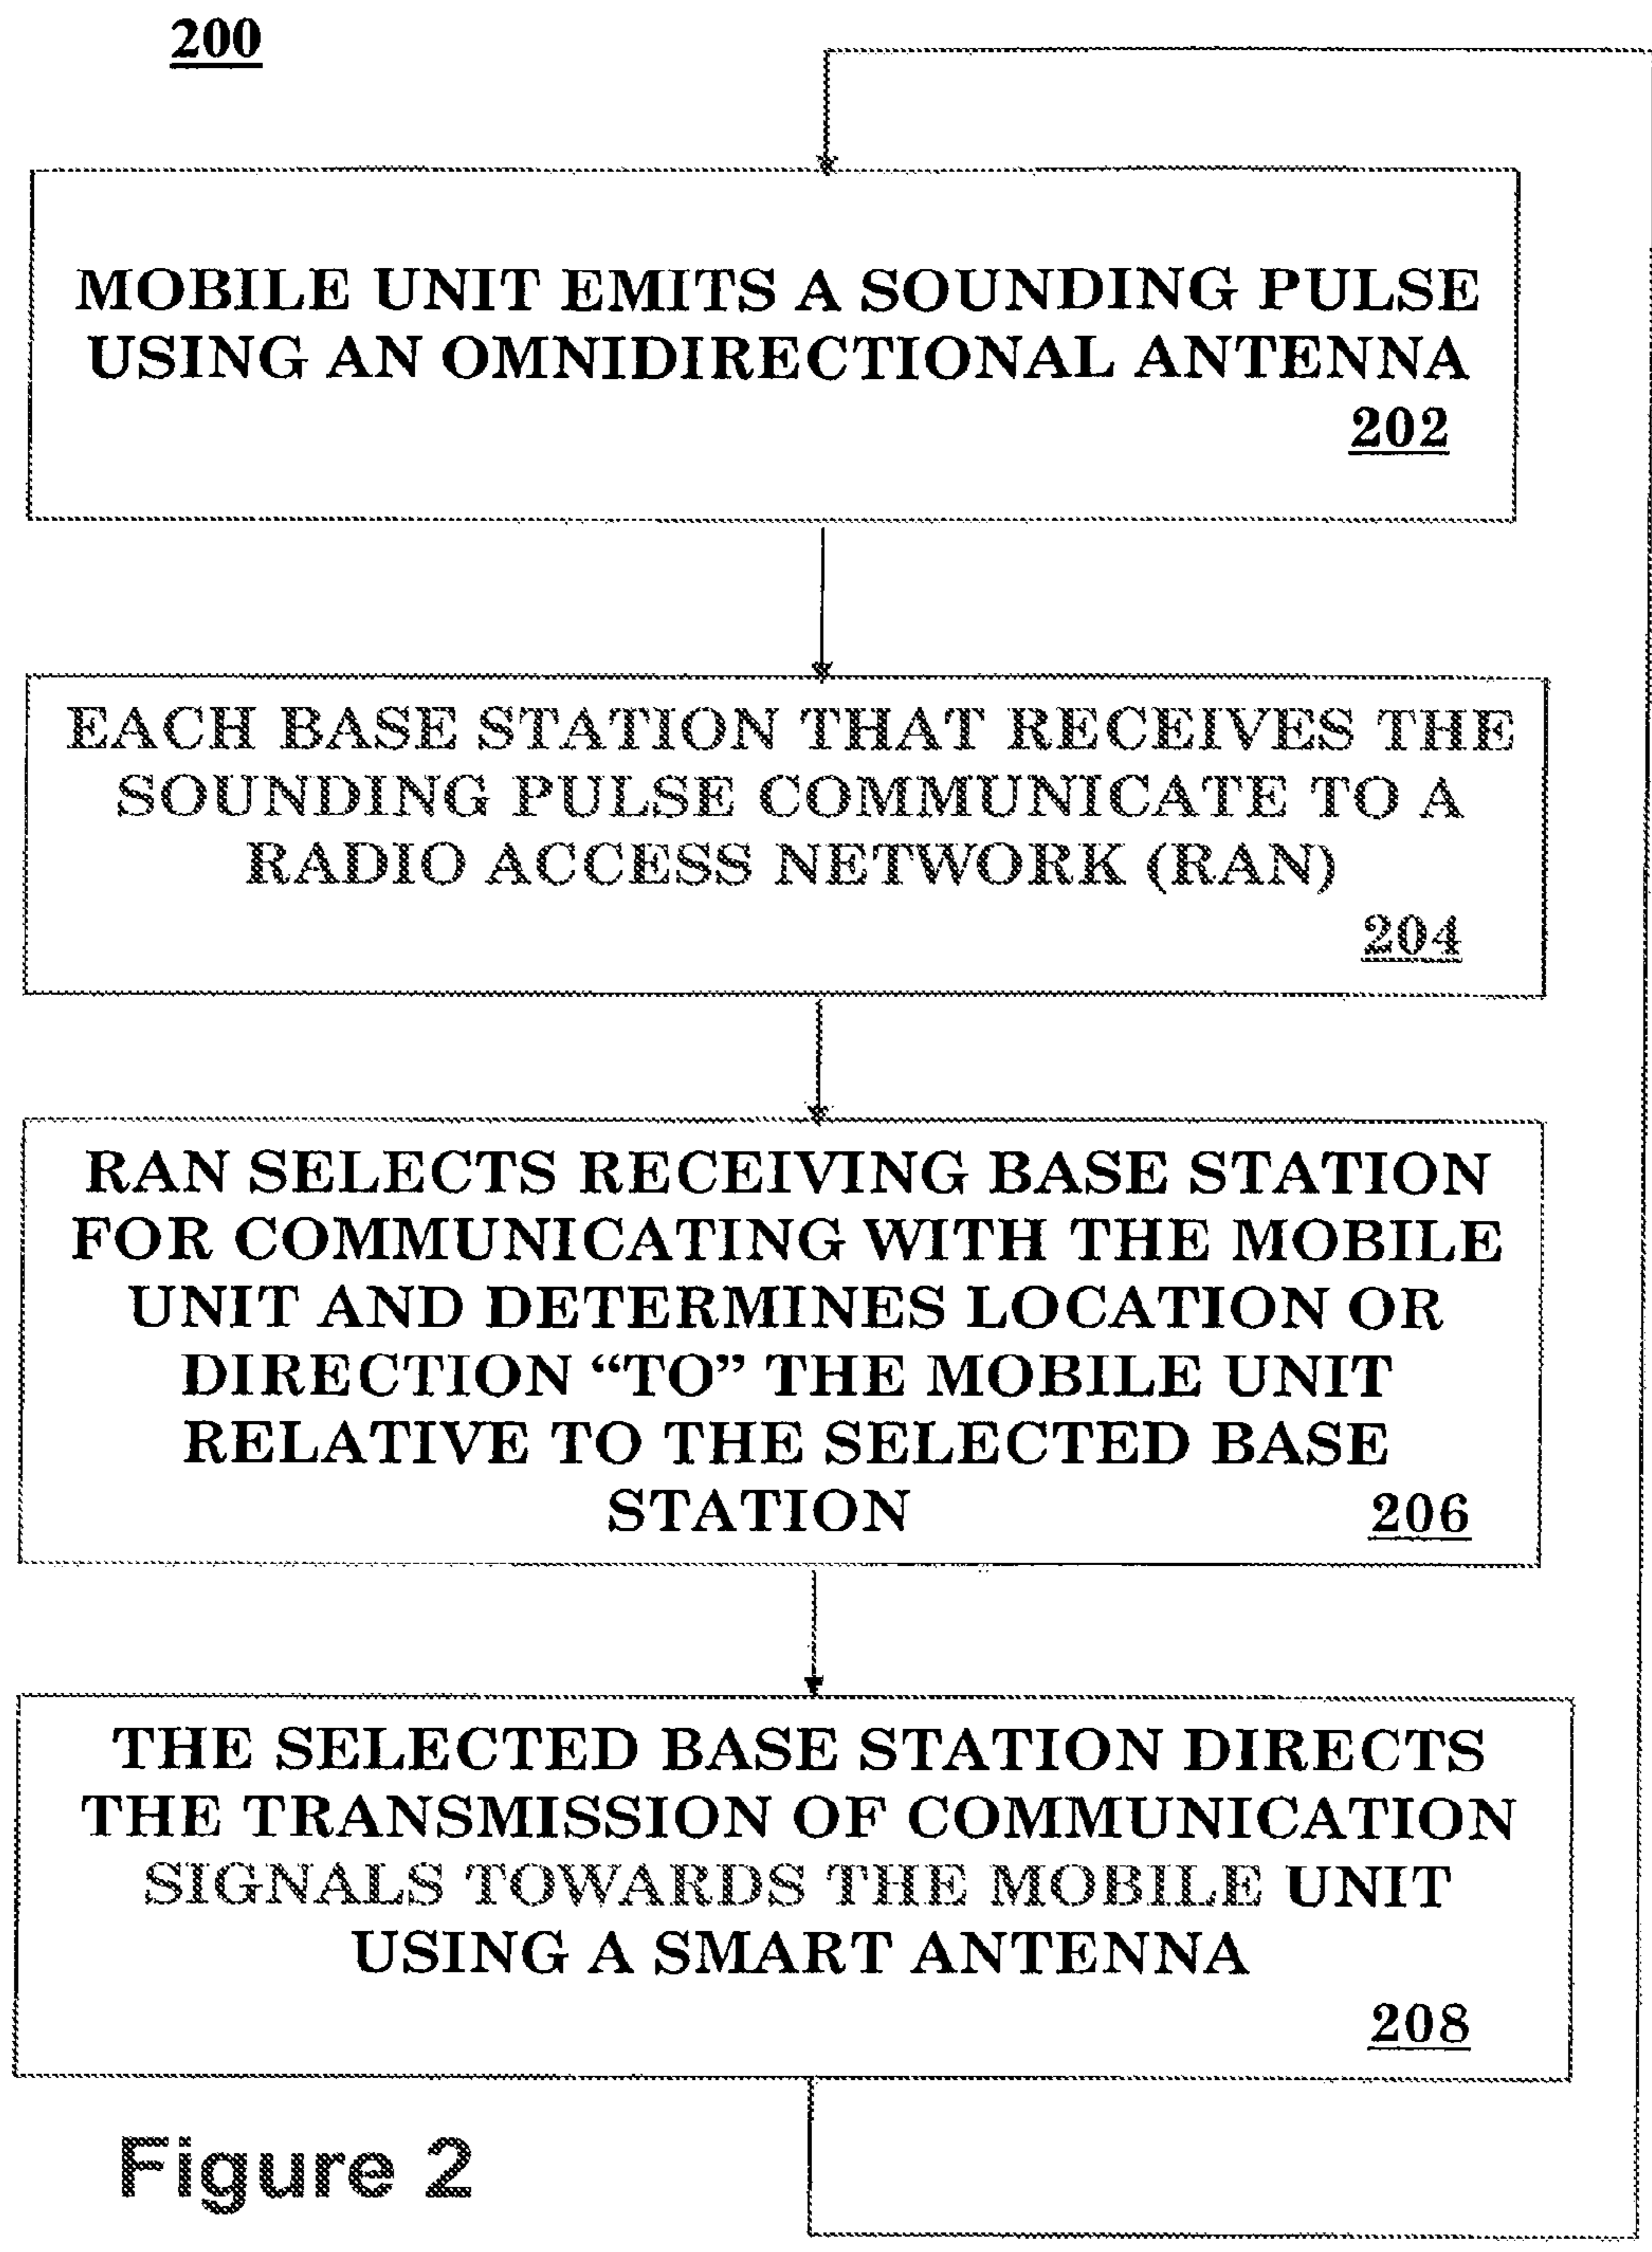 200
MOBILE UNIT EMITS A SOUNDING PULSE
USING AN OMNIDIRECTIONAL ANTENNA
202
EACH BASE STATION THAT RECEIVES THE
SOUNDING PULSE COMMUNICATE TO A
RADIO ACCESS NETWORK (RAN)
204
RAN SELECTS RECEIVING BASE STATION
FOR COMMUNICATING WITH THE MOBILE
UNIT AND DETERMINES LOCATION OR
DIRECTION “TO” THE MOBILE UNIT
RELATIVE TO THE SELECTED BASE
STATION 206
THE SELECTED BASE STATION DIRECTS
THE TRANSMISSION OF COMMUNICATION
SIGNALS TOWARDS THE MOBILE UNIT
USING A SMART ANTENNA
208
Figure 2